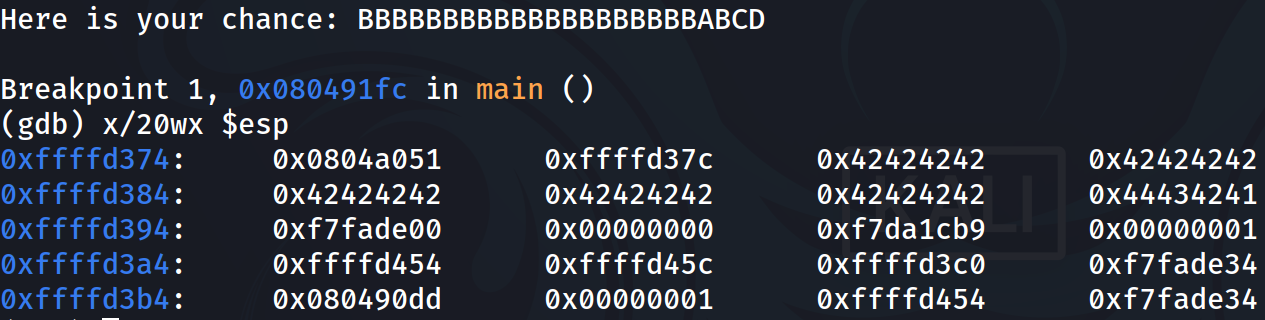 Here is your chance: BBBBBBBBBBBBBBBBBBBBABCD
Breakpoint 1, 0x080491fc in main ()
(gdb) x/20wx $esp
0xffffd374: 0x0804a051 0xffffd37c 0x42424242 0x42424242
0xffffd384: 0x42424242 0x42424242 0x42424242 0x44434241
0xffffd394: 0xf7fade00 0x00000000 0xf7da1cb9 0x00000001
0xffffd3a4: 0xffffd454 0xffffd45c 0xffffd3c0 0xf7fade34
0xffffd3b4: 0x080490dd 0x00000001 0xffffd454 0xf7fade34
KALI